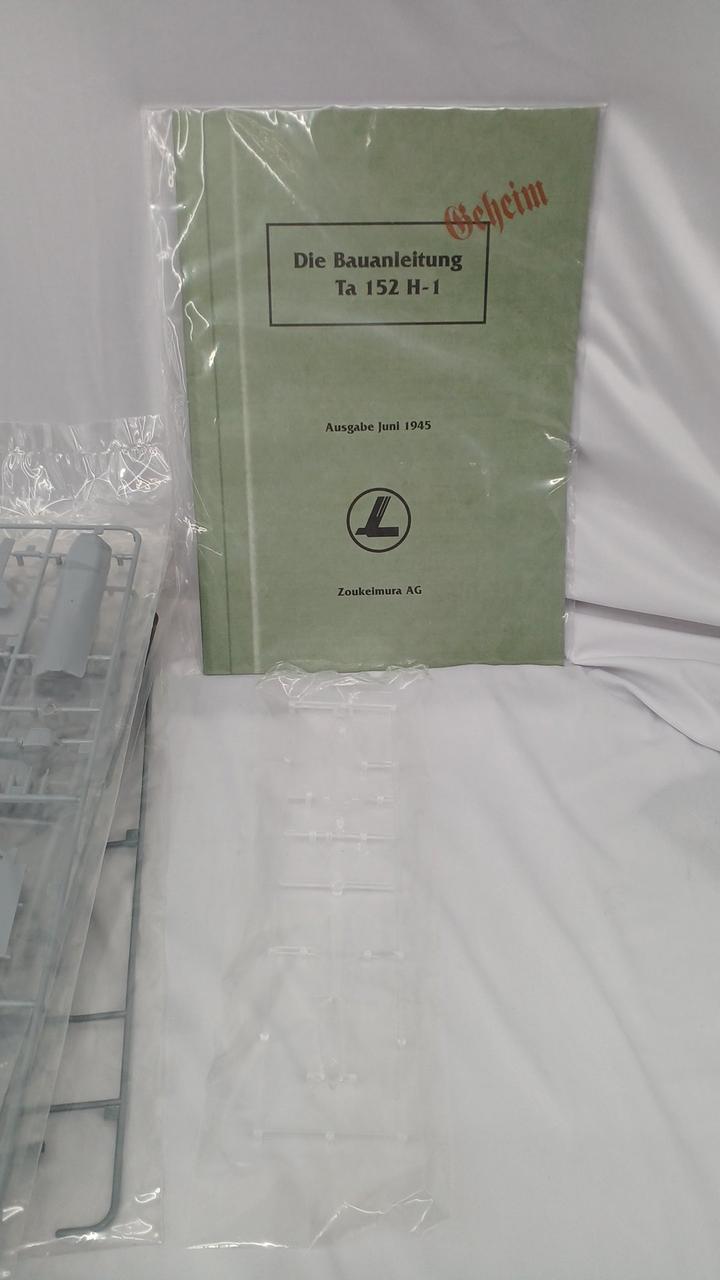 Geheim
Die Bauanleitung
Ta 152 H-1
Ausgabe Juni 1945
Zoukeimura AG